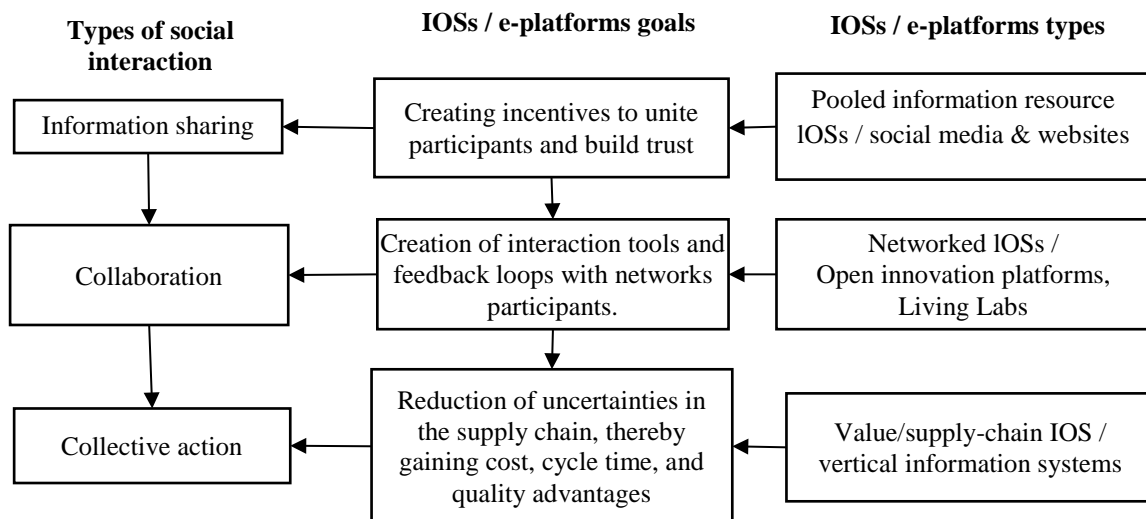 Types of social
interaction
IOSs / e-platforms goals
IOSs / e-platforms types
Information sharing
Creating incentives to unite
participants and build trust
Pooled information resource
lOSs / social media & websites
Collaboration
Creation of interaction tools and
feedback loops with networks
participants.
Networked lOSs /
Open innovation platforms,
Living Labs
Collective action
Reduction of uncertainties in
the supply chain, thereby
gaining cost, cycle time, and
quality advantages
Value/supply-chain IOS /
vertical information systems